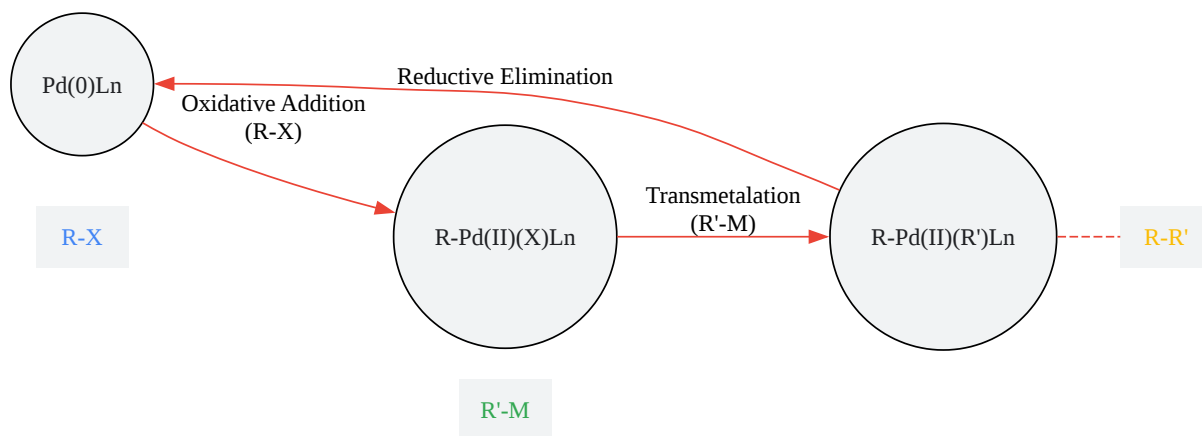 Reductive Elimination
Pd(0)Ln
Oxidative Addition
(R-X)
Transmetalation
(R'-M)
R-X
R-Pd(II)(X)Ln
R-Pd(II)(R')Ln
R-R'
R'-M